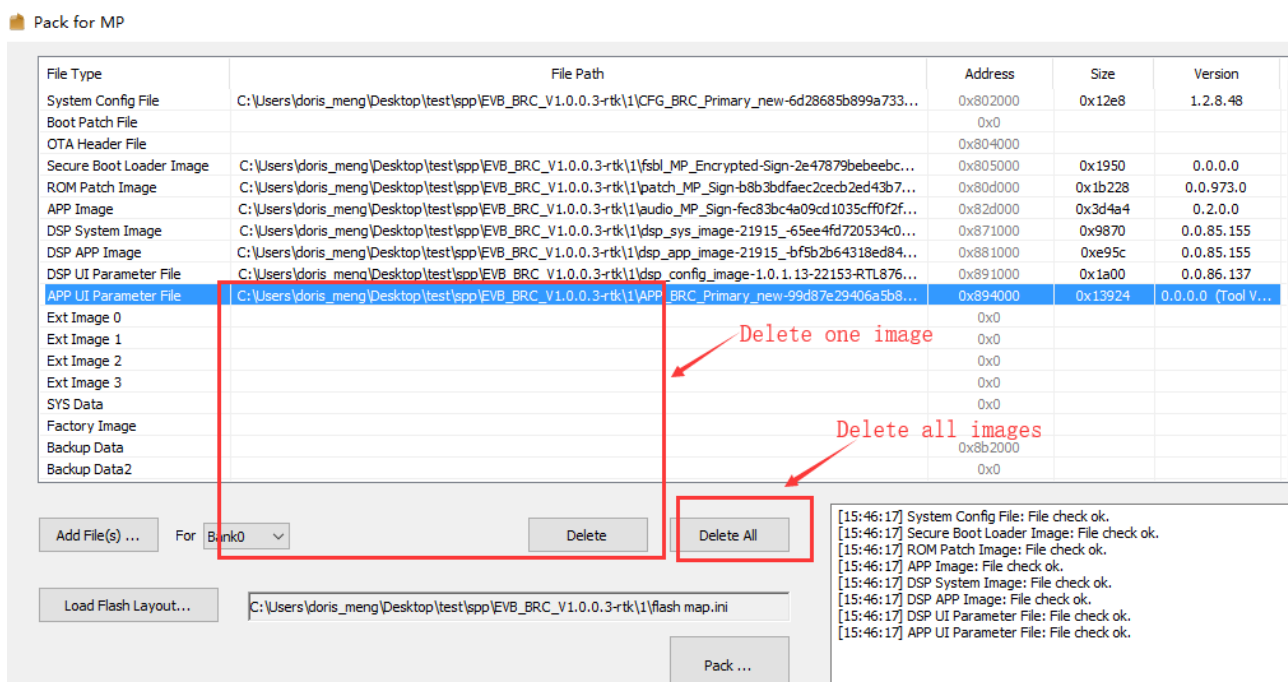 Pack for MP
File Type File Path Address Size Version
System Config File C:\Users\doris_meng\Desktop\test\spp\EVB_BRC_V1.0.0.3-rtk\1\CFG_BRC_Primary_new-6d28685b899a733... 0x802000 0x12e8 1.2.8.48
Boot Patch File 0x0
OTA Header File 0x804000
Secure Boot Loader Image C:\Users\doris_meng\Desktop\test\spp\EVB_BRC_V1.0.0.3-rtk\1\fsbl_MP_Encrypted-Sign-2e47879bebeebc... 0x805000 0x1950 0.0.0.0
ROM Patch Image C:\Users\doris_meng\Desktop\test\spp\EVB_BRC_V1.0.0.3-rtk\1\patch_MP_Sign-b8b3bdfaec2cecb2ed43b7... 0x80d000 0x1b228 0.0.973.0
APP Image C:\Users\doris_meng\Desktop\test\spp\EVB_BRC_V1.0.0.3-rtk\1\audio_MP_Sign-fec83bc4a09cd1035cff0f2f... 0x82d000 0x3d4a4 0.2.0.0
DSP System Image C:\Users\doris_meng\Desktop\test\spp\EVB_BRC_V1.0.0.3-rtk\1\dsp_sys_image-21915_-65ee4fd720534c0... 0x871000 0x9870 0.0.85.155
DSP APP Image C:\Users\doris_meng\Desktop\test\spp\EVB_BRC_V1.0.0.3-rtk\1\dsp_app_image-21915_-bf5b2b64318ed84... 0x881000 0xe95c 0.0.85.155
DSP UI Parameter File C:\Users\doris_meng\Desktop\test\spp\EVB_BRC_V1.0.0.3-rtk\1\dsp_config_image-1.0.1.13-22153-RTL876... 0x891000 0x1a00 0.0.86.137
APP UI Parameter File C:\Users\doris_meng\Desktop\test\spp\EVB_BRC_V1.0.0.3-rtk\1\APP_BRC_Primary_new-99d87e29406a5b8... 0x894000 0x13924 0.0.0.0 (Tool V...
Ext Image 0 0x0
Ext Image 1 0x0
Ext Image 2 0x0
Ext Image 3 0x0
SYS Data 0x0
Factory Image
Backup Data 0x8b2000
Backup Data2 0x0
Delete one image
Delete all images
Add File(s) ... For Bank0 Delete Delete All
Load Flash Layout... C:\Users\doris_meng\Desktop\test\spp\EVB_BRC_V1.0.0.3-rtk\1\flash map.ini
Pack ...
[15:46:17] System Config File: File check ok.
[15:46:17] Secure Boot Loader Image: File check ok.
[15:46:17] ROM Patch Image: File check ok.
[15:46:17] APP Image: File check ok.
[15:46:17] DSP System Image: File check ok.
[15:46:17] DSP APP Image: File check ok.
[15:46:17] DSP UI Parameter File: File check ok.
[15:46:17] APP UI Parameter File: File check ok.